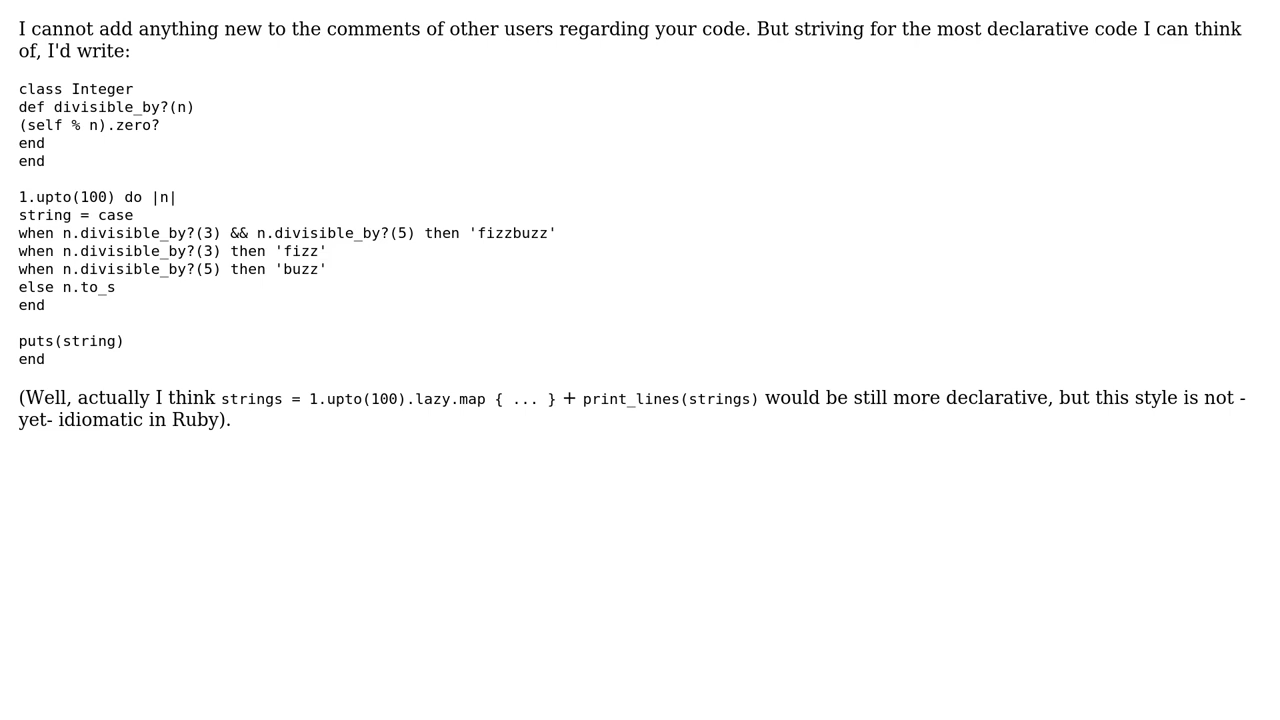 I cannot add anything new to the comments of other users regarding your code. But striving for the most declarative code I can think
of, I'd write:
class Integer
def divisible_by?(n)
(self % n).zero?
end
end
1.upto(100) do |n|
string = case
when n.divisible_by?(3) && n.divisible_by?(5) then 'fizzbuzz'
when n.divisible_by?(3) then 'fizz'
when n.divisible_by?(5) then 'buzz'
else n.to_s
end
puts(string)
end
(Well, actually I think strings = 1.upto(100).lazy.map { ... } + print_lines(strings) would be still more declarative, but this style is not -
yet- idiomatic in Ruby).